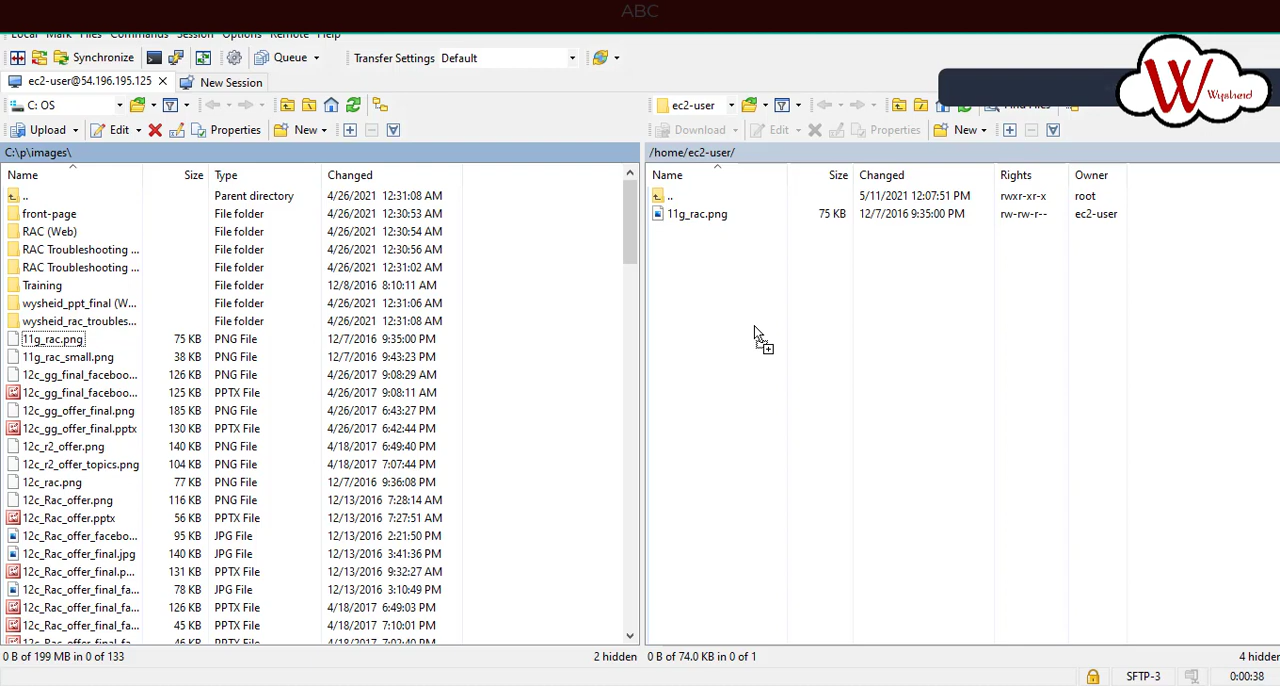 ABC
Local Mark Files Commands Session Options Remote Help
Synchronize Queue Transfer Settings Default
ec2-user@54.196.195.125 New Session
W Wysheid
C: OS
ec2-user Find Files
Upload Edit Properties New
Download Edit Properties New
C:\p\images\
/home/ec2-user/
Name Size Type Changed
.. Parent directory 4/26/2021 12:31:08 AM
front-page File folder 4/26/2021 12:30:53 AM
RAC (Web) File folder 4/26/2021 12:30:54 AM
RAC Troubleshooting ... File folder 4/26/2021 12:30:56 AM
RAC Troubleshooting ... File folder 4/26/2021 12:31:02 AM
Training File folder 12/8/2016 8:10:11 AM
wysheid_ppt_final (W... File folder 4/26/2021 12:31:06 AM
wysheid_rac_troubles... File folder 4/26/2021 12:31:08 AM
11g_rac.png 75 KB PNG File 12/7/2016 9:35:00 PM
11g_rac_small.png 38 KB PNG File 12/7/2016 9:43:23 PM
12c_gg_final_faceboo... 126 KB PNG File 4/26/2017 9:08:29 AM
12c_gg_final_faceboo... 125 KB PPTX File 4/26/2017 9:08:11 AM
12c_gg_offer_final.png 185 KB PNG File 4/26/2017 6:43:27 PM
12c_gg_offer_final.pptx 130 KB PPTX File 4/26/2017 6:42:44 PM
12c_r2_offer.png 140 KB PNG File 4/18/2017 6:49:40 PM
12c_r2_offer_topics.png 104 KB PNG File 4/18/2017 7:07:44 PM
12c_rac.png 77 KB PNG File 12/7/2016 9:36:08 PM
12c_Rac_offer.png 116 KB PNG File 12/13/2016 7:28:14 AM
12c_Rac_offer.pptx 56 KB PPTX File 12/13/2016 7:27:51 AM
12c_Rac_offer_facebo... 95 KB JPG File 12/13/2016 2:21:50 PM
12c_Rac_offer_final.jpg 140 KB JPG File 12/13/2016 3:41:36 PM
12c_Rac_offer_final.p... 131 KB PPTX File 12/13/2016 9:32:27 AM
12c_Rac_offer_final_fa... 78 KB JPG File 12/13/2016 3:10:49 PM
12c_Rac_offer_final_fa... 126 KB PPTX File 4/18/2017 6:49:03 PM
12c_Rac_offer_final_fa... 45 KB PPTX File 4/18/2017 7:10:01 PM
12c_Rac_offer_final_fa... 46 KB PPTX File 4/18/2017 7:02:40 PM
Name Size Changed Rights Owner
.. 5/11/2021 12:07:51 PM rwxr-xr-x root
11g_rac.png 75 KB 12/7/2016 9:35:00 PM rw-rw-r-- ec2-user
0 B of 199 MB in 0 of 133 2 hidden
0 B of 74.0 KB in 0 of 1 4 hidden
SFTP-3 0:00:38